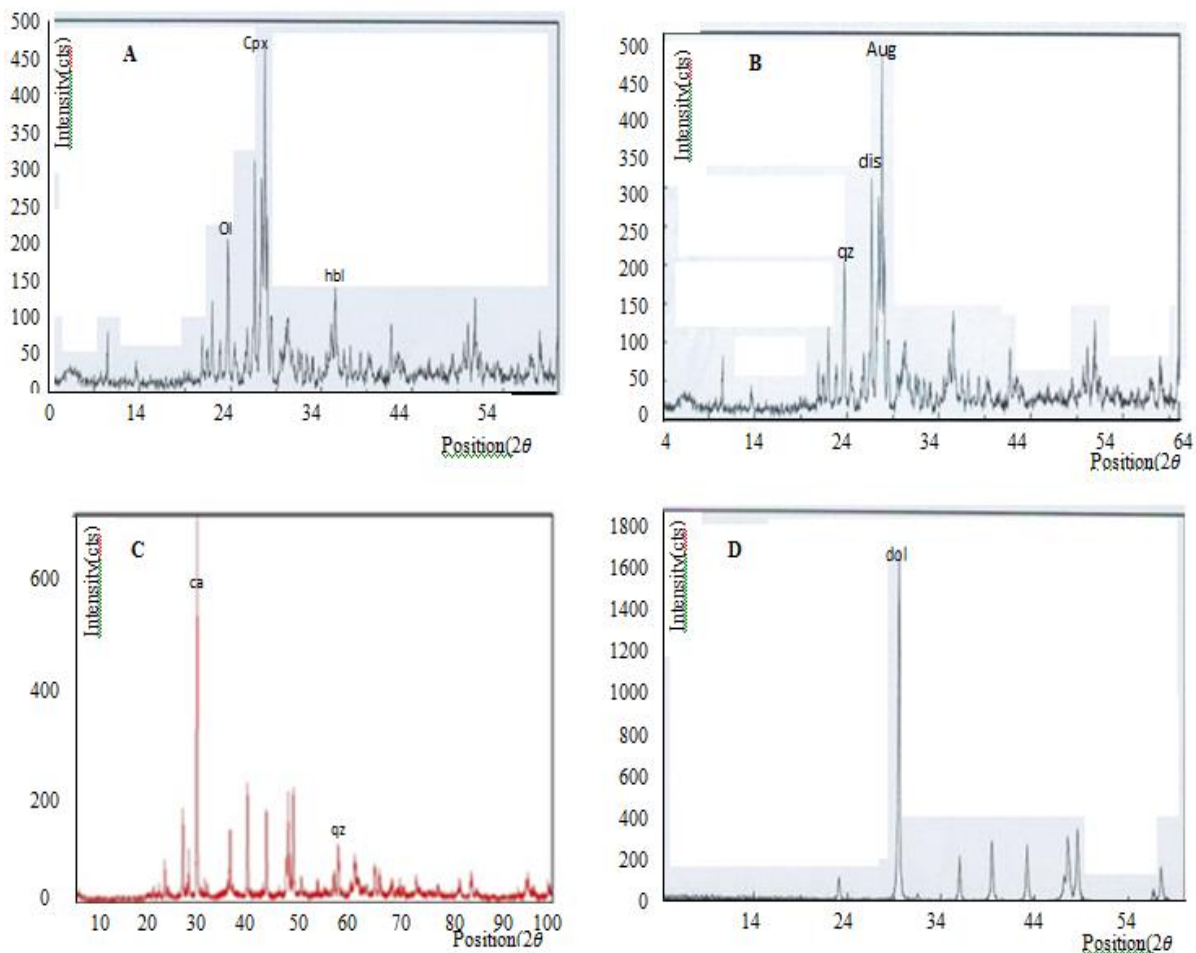 A
Intensity(cts)
500
450
400
350
300
250
200
150
100
50
0
Cpx
Ol
hbl
0 14 24 34 44 54
Position(2θ
B
Intensity(cts)
500
450
400
350
300
250
200
150
100
50
0
Aug
dis
qz
4 14 24 34 44 54 64
Position(2θ
C
Intensity(cts)
600
400
200
0
ca
qz
10 20 30 40 50 60 70 80 90 100
Position(2θ
D
Intensity(cts)
1800
1600
1400
1200
1000
800
600
400
200
0
dol
14 24 34 44 54
Position(2θ